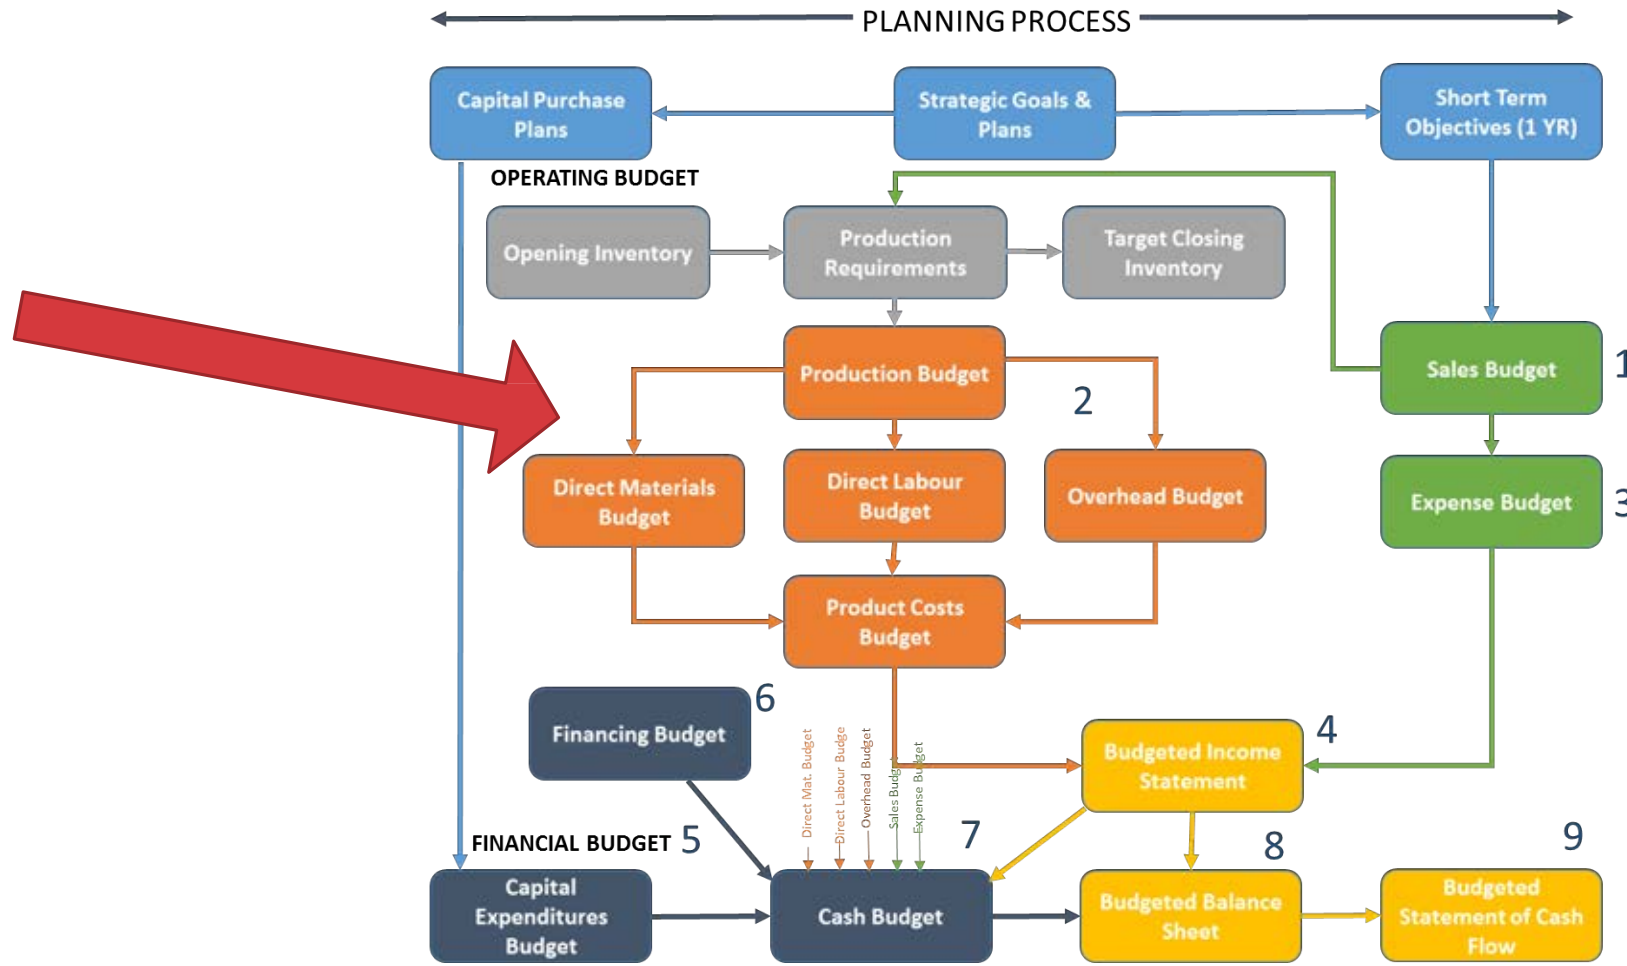 PLANNING PROCESS
Capital Purchase
Plans
Strategic Goals &
Plans
Short Term
Objectives (1 YR)
OPERATING BUDGET
Opening Inventory
Production
Requirements
Target Closing
Inventory
Production Budget
2
Sales Budget
1
Direct Materials
Budget
Direct Labour
Budget
Overhead Budget
Expense Budget
3
Product Costs
Budget
Financing Budget
6
Direct Mat. Budget
Direct Labour Budge
Overhead Budget
Sales Budget
Expense Budget
Budgeted Income
Statement
4
FINANCIAL BUDGET
5
7
8
9
Capital
Expenditures
Budget
Cash Budget
Budgeted Balance
Sheet
Budgeted
Statement of Cash
Flow